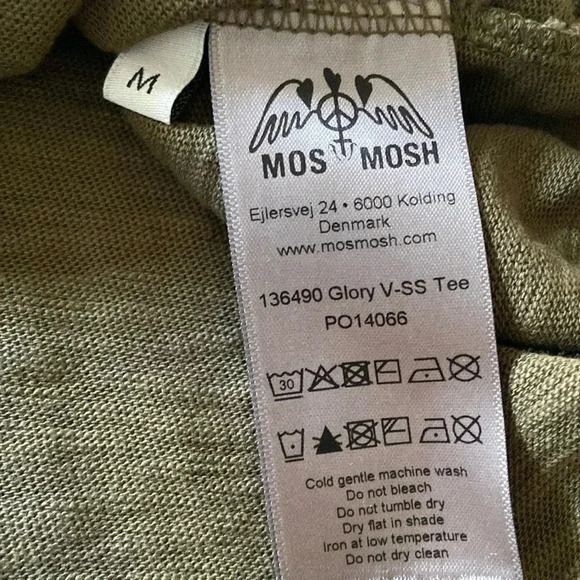 M
MOS MOSH
Ejlersvej 24 • 6000 Kolding
Denmark
www.mosmosh.com
136490 Glory V-SS Tee
PO14066
30
Cold gentle machine wash
Do not bleach
Do not tumble dry
Dry flat in shade
Iron at low temperature
Do not dry clean